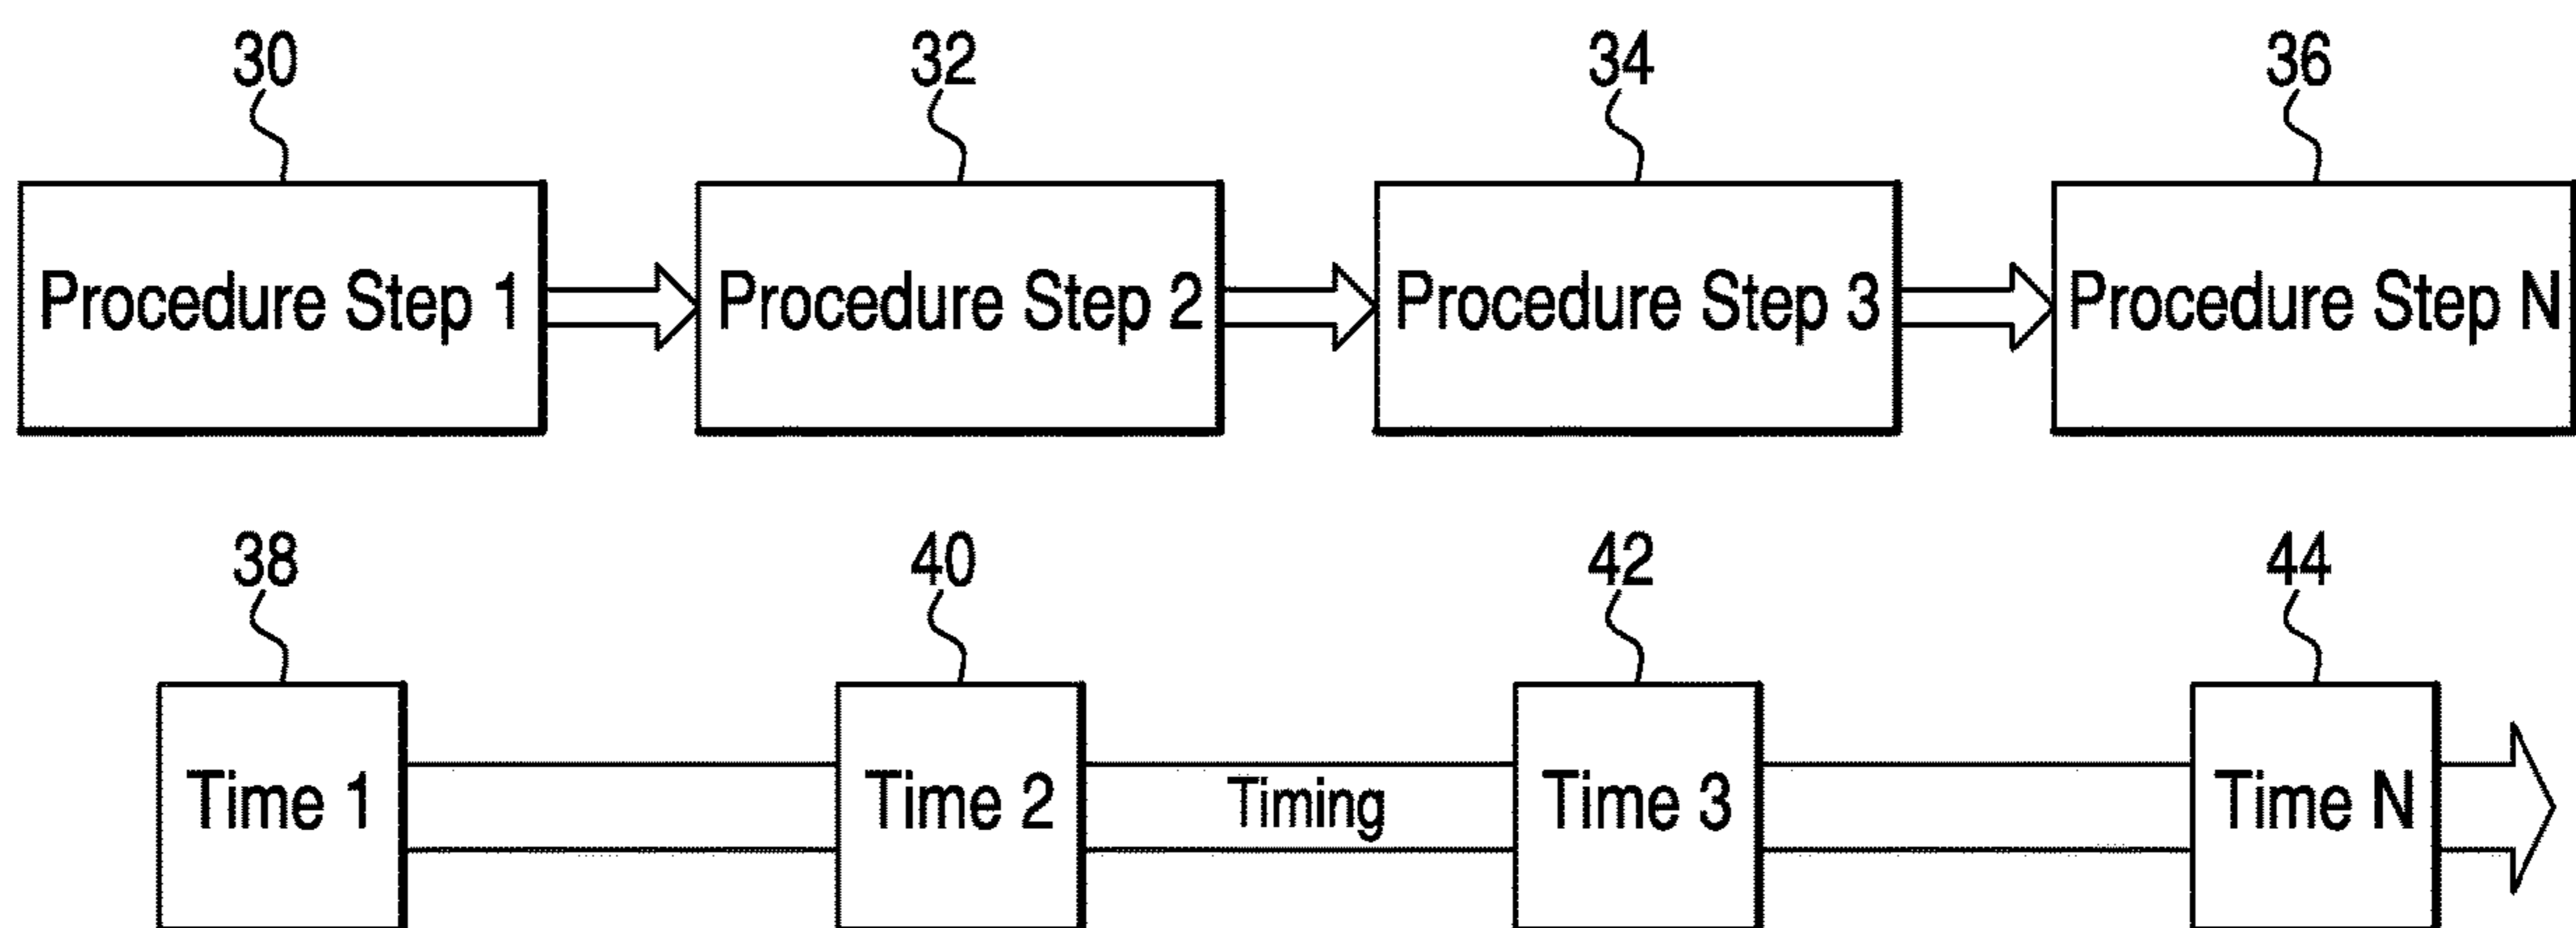 30 32 34 36
Procedure Step 1 Procedure Step 2 Procedure Step 3 Procedure Step N
38 40 42 44
Time 1 Time 2 Timing Time 3 Time N